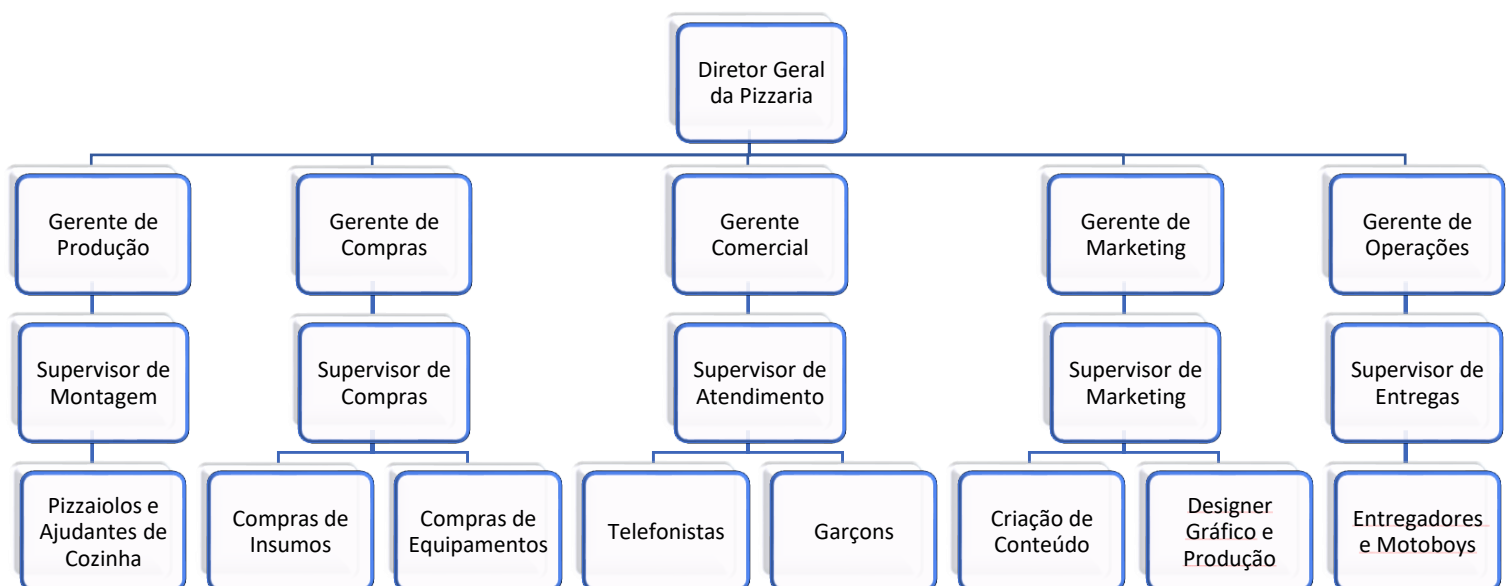 Diretor Geral
da Pizzaria
Gerente de
Produção
Gerente de
Compras
Gerente
Comercial
Gerente de
Marketing
Gerente de
Operações
Supervisor de
Montagem
Supervisor de
Compras
Supervisor de
Atendimento
Supervisor de
Marketing
Supervisor de
Entregas
Pizzaiolos e
Ajudantes de
Cozinha
Compras de
Insumos
Compras de
Equipamentos
Telefonistas
Garçons
Criação de
Conteúdo
Designer
Gráfico e
Produção
Entregadores
e Motoboys